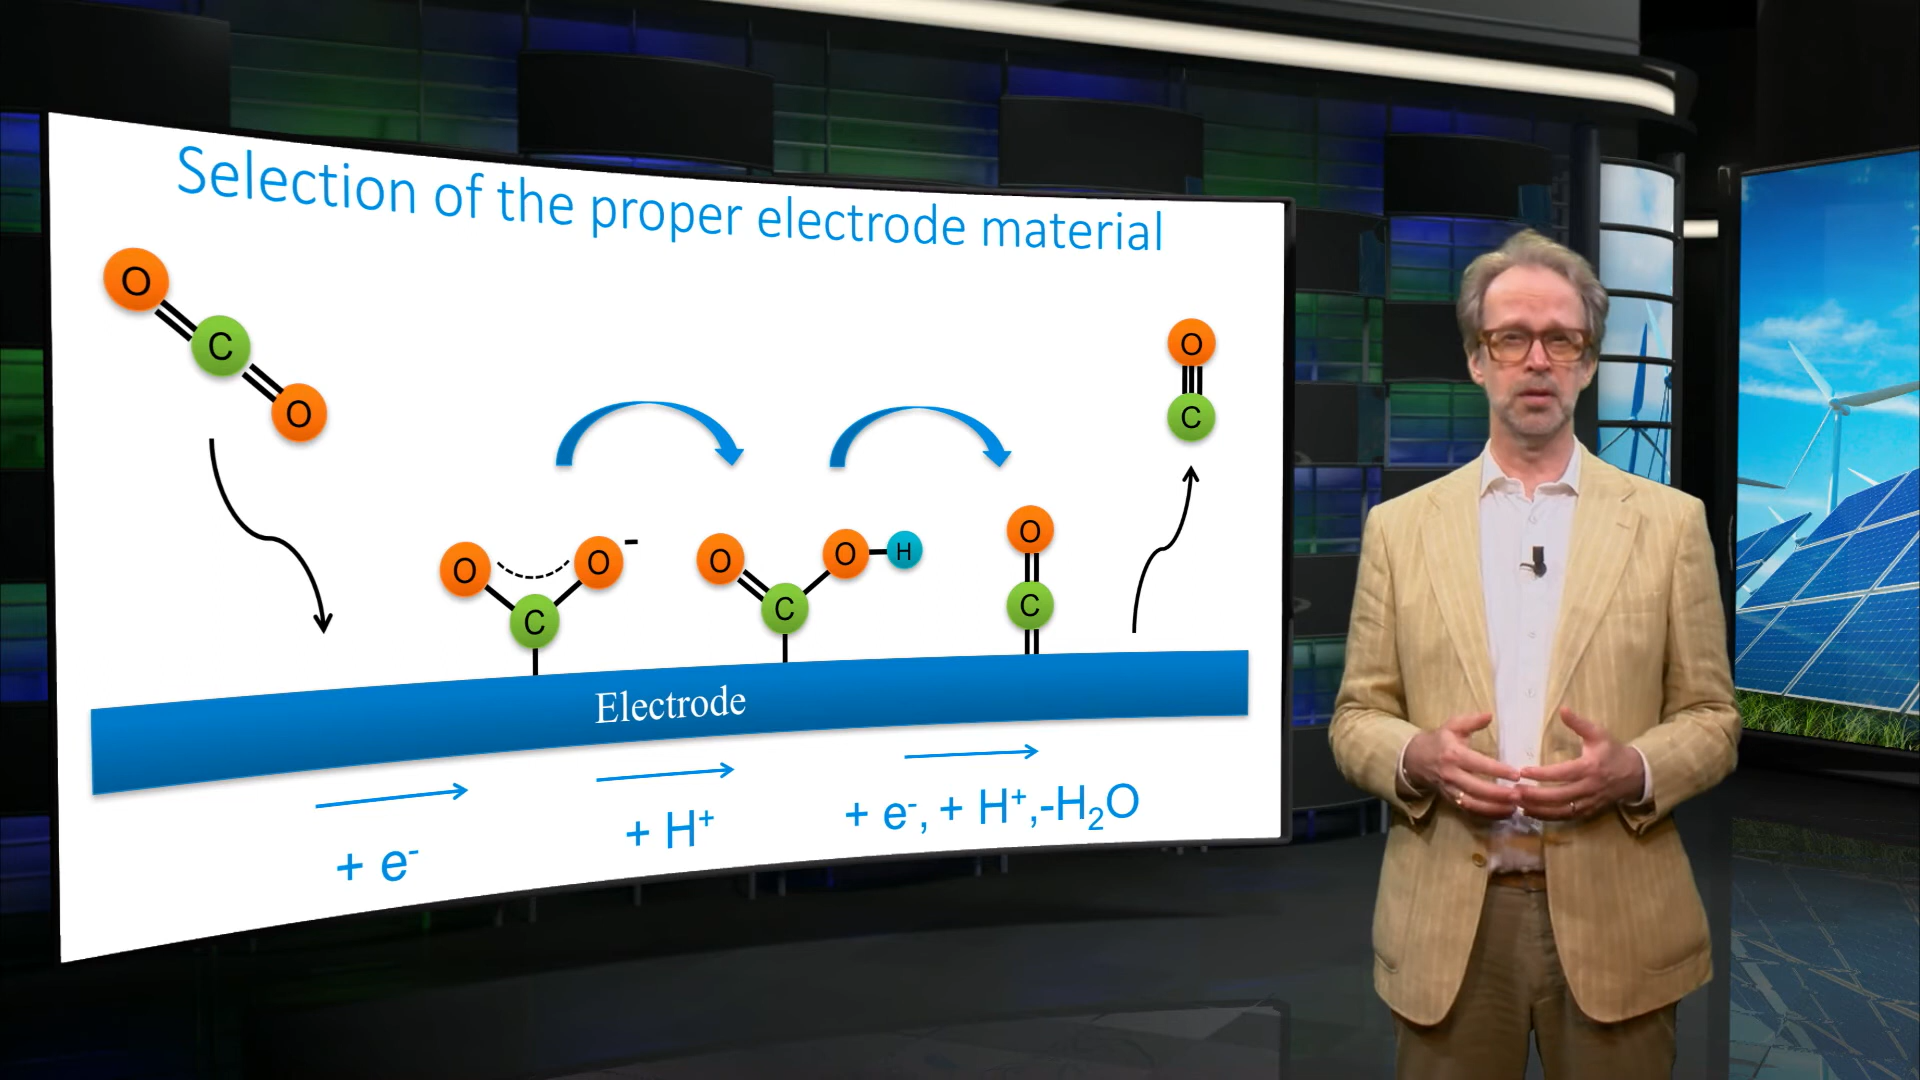 Selection of the proper electrode material
O
C
O
O
C
O
O
C
O
-
C
O
O
H
C
O
C
Electrode
+ e-
+ H+
+ e-, + H+,-H2O